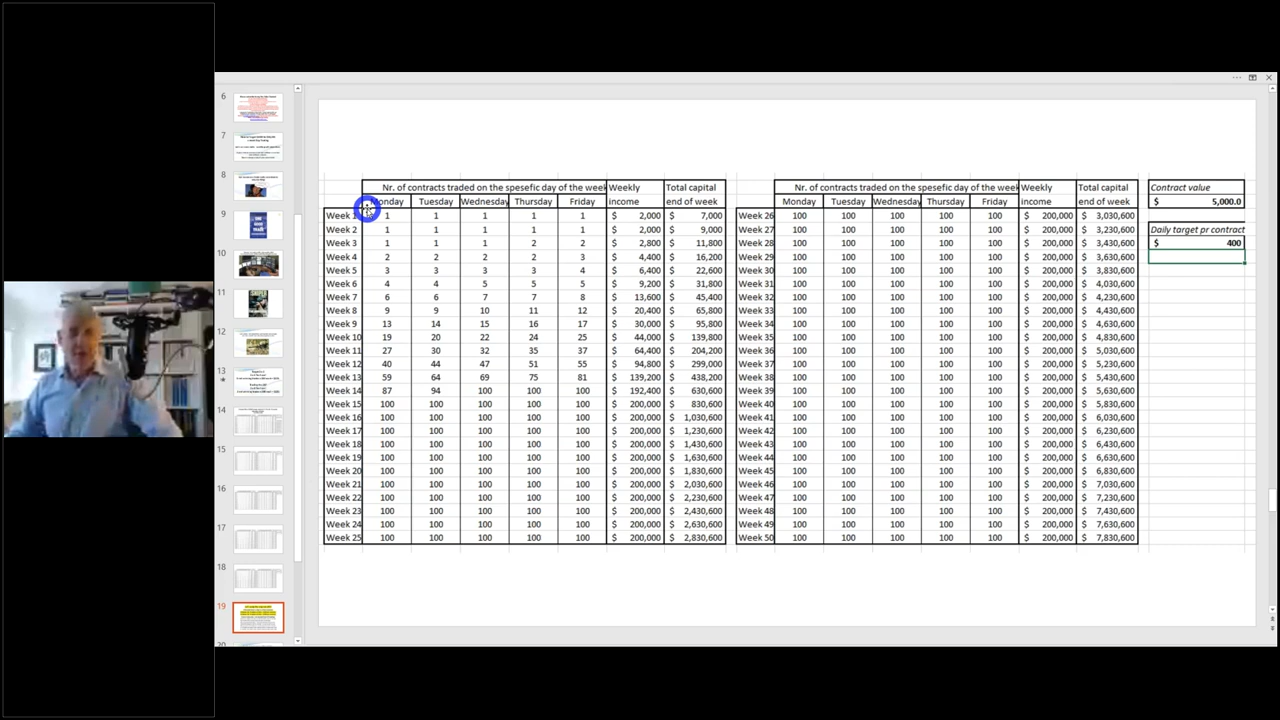 Nr. of contracts traded on the spesefic day of the week Weekly Total capital
Monday Tuesday Wednesday Thursday Friday income end of week
Week 1 1 1 1 1 1 $ 2,000 $ 7,000
Week 2 1 1 1 1 1 $ 2,000 $ 9,000
Week 3 1 1 1 2 2 $ 2,800 $ 11,800
Week 4 2 2 2 2 3 $ 4,400 $ 16,200
Week 5 3 3 3 3 4 $ 6,400 $ 22,600
Week 6 4 4 5 5 5 $ 9,200 $ 31,800
Week 7 6 6 7 7 8 $ 13,600 $ 45,400
Week 8 9 9 10 11 12 $ 20,400 $ 65,800
Week 9 13 14 15 16 17 $ 30,000 $ 95,800
Week 10 19 20 22 24 25 $ 44,000 $ 139,800
Week 11 27 30 32 35 37 $ 64,400 $ 204,200
Week 12 40 44 47 51 55 $ 94,800 $ 299,000
Week 13 59 64 69 75 81 $ 139,200 $ 438,200
Week 14 87 94 100 100 100 $ 192,400 $ 630,600
Week 15 100 100 100 100 100 $ 200,000 $ 830,600
Week 16 100 100 100 100 100 $ 200,000 $ 1,030,600
Week 17 100 100 100 100 100 $ 200,000 $ 1,230,600
Week 18 100 100 100 100 100 $ 200,000 $ 1,430,600
Week 19 100 100 100 100 100 $ 200,000 $ 1,630,600
Week 20 100 100 100 100 100 $ 200,000 $ 1,830,600
Week 21 100 100 100 100 100 $ 200,000 $ 2,030,600
Week 22 100 100 100 100 100 $ 200,000 $ 2,230,600
Week 23 100 100 100 100 100 $ 200,000 $ 2,430,600
Week 24 100 100 100 100 100 $ 200,000 $ 2,630,600
Week 25 100 100 100 100 100 $ 200,000 $ 2,830,600
Nr. of contracts traded on the spesefic day of the week Weekly Total capital
Monday Tuesday Wednesday Thursday Friday income end of week
Week 26 100 100 100 100 100 $ 200,000 $ 3,030,600
Week 27 100 100 100 100 100 $ 200,000 $ 3,230,600
Week 28 100 100 100 100 100 $ 200,000 $ 3,430,600
Week 29 100 100 100 100 100 $ 200,000 $ 3,630,600
Week 30 100 100 100 100 100 $ 200,000 $ 3,830,600
Week 31 100 100 100 100 100 $ 200,000 $ 4,030,600
Week 32 100 100 100 100 100 $ 200,000 $ 4,230,600
Week 33 100 100 100 100 100 $ 200,000 $ 4,430,600
Week 34 100 100 100 100 100 $ 200,000 $ 4,630,600
Week 35 100 100 100 100 100 $ 200,000 $ 4,830,600
Week 36 100 100 100 100 100 $ 200,000 $ 5,030,600
Week 37 100 100 100 100 100 $ 200,000 $ 5,230,600
Week 38 100 100 100 100 100 $ 200,000 $ 5,430,600
Week 39 100 100 100 100 100 $ 200,000 $ 5,630,600
Week 40 100 100 100 100 100 $ 200,000 $ 5,830,600
Week 41 100 100 100 100 100 $ 200,000 $ 6,030,600
Week 42 100 100 100 100 100 $ 200,000 $ 6,230,600
Week 43 100 100 100 100 100 $ 200,000 $ 6,430,600
Week 44 100 100 100 100 100 $ 200,000 $ 6,630,600
Week 45 100 100 100 100 100 $ 200,000 $ 6,830,600
Week 46 100 100 100 100 100 $ 200,000 $ 7,030,600
Week 47 100 100 100 100 100 $ 200,000 $ 7,230,600
Week 48 100 100 100 100 100 $ 200,000 $ 7,430,600
Week 49 100 100 100 100 100 $ 200,000 $ 7,630,600
Week 50 100 100 100 100 100 $ 200,000 $ 7,830,600
Contract value
$ 5,000.0
Daily target pr contract
$ 400
6
7
8
9
10
11
12
13
14
15
16
17
18
19